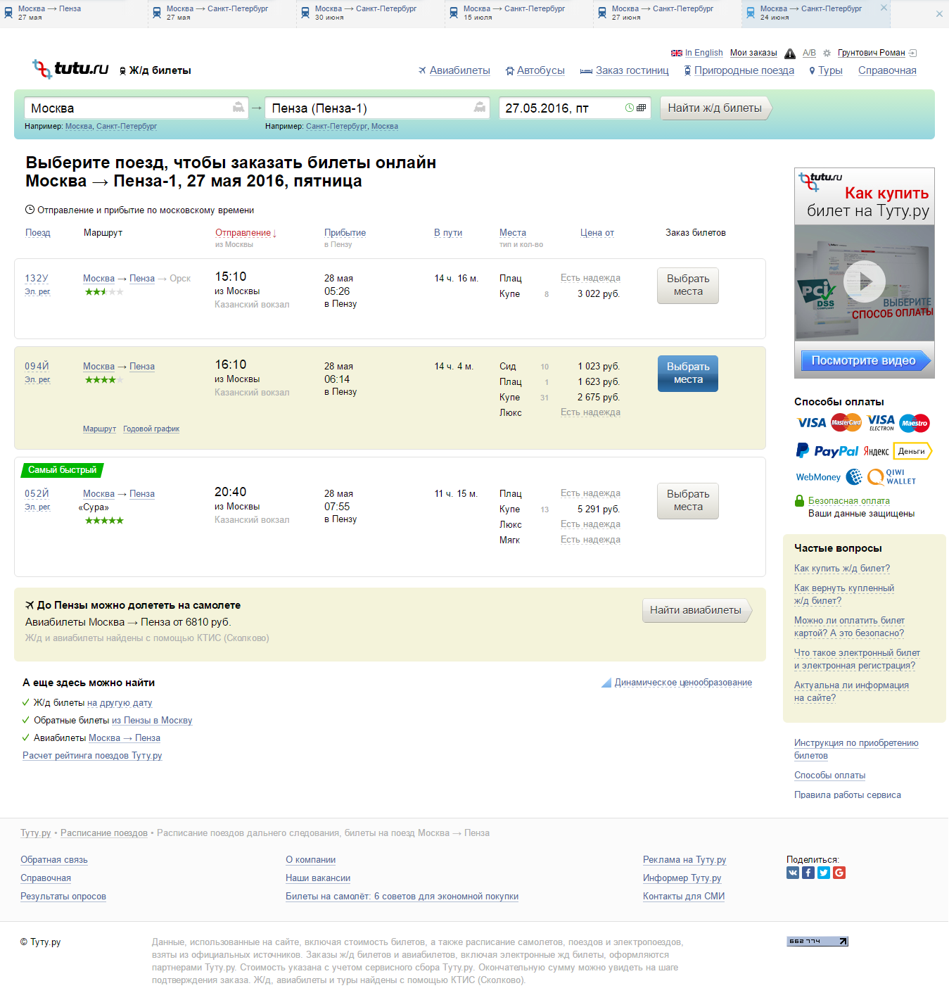 Москва → Пенза
27 мая
Москва → Санкт-Петербург
27 мая
Москва → Санкт-Петербург
30 июня
Москва → Санкт-Петербург
15 июля
Москва → Санкт-Петербург
27 июня
Москва → Санкт-Петербург
24 июня
In English Мои заказы A/B Грунтович Роман
tutu.ru Ж/д билеты
Авиабилеты Автобусы Заказ гостиниц Пригородные поезда Туры Справочная
Москва → Пенза (Пенза-1) 27.05.2016, пт Найти ж/д билеты
Например: Москва, Санкт-Петербург Например: Санкт-Петербург, Москва
Выберите поезд, чтобы заказать билеты онлайн
Москва → Пенза-1, 27 мая 2016, пятница
Отправление и прибытие по московскому времени
Поезд Маршрут Отправление↓ Прибытие В пути Места Цена от Заказ билетов
из Москвы в Пензу тип и кол-во
132У Москва → Пенза → Орск 15:10 28 мая 14 ч. 16 м. Плац Есть надежда Выбрать места
Эл. рег. из Москвы 05:26 Купе 8 3 022 руб.
Казанский вокзал в Пензу
094Й Москва → Пенза 16:10 28 мая 14 ч. 4 м. Сид 10 1 023 руб. Выбрать места
Эл. рег. из Москвы 06:14 Плац 1 1 623 руб.
Казанский вокзал в Пензу Купе 31 2 675 руб.
Люкс Есть надежда
Маршрут Годовой график
Самый быстрый
052Й Москва → Пенза 20:40 28 мая 11 ч. 15 м. Плац Есть надежда Выбрать места
Эл. рег. «Сура» из Москвы 07:55 Купе 13 5 291 руб.
Казанский вокзал в Пензу Люкс Есть надежда
Мягк Есть надежда
До Пензы можно долететь на самолете
Авиабилеты Москва → Пенза от 6810 руб.
Ж/д и авиабилеты найдены с помощью КТИС (Сколково)
Найти авиабилеты
А еще здесь можно найти
Динамическое ценообразование
Ж/д билеты на другую дату
Обратные билеты из Пензы в Москву
Авиабилеты Москва → Пенза
Расчет рейтинга поездов Туту.ру
tutu.ru
Как купить
билет на Туту.ру
PCI
DSS
COMPLIANT
ВЫБЕРИТЕ
СПОСОБ ОПЛАТЫ
Посмотрите видео
Способы оплаты
VISA MasterCard VISA ELECTRON Maestro
PayPal Яндекс Деньги
WebMoney QIWI WALLET
Безопасная оплата
Ваши данные защищены
Частые вопросы
Как купить ж/д билет?
Как вернуть купленный
ж/д билет?
Можно ли оплатить билет
картой? А это безопасно?
Что такое электронный билет
и электронная регистрация?
Актуальна ли информация
на сайте?
Инструкция по приобретению
билетов
Способы оплаты
Правила работы сервиса
Туту.ру • Расписание поездов • Расписание поездов дальнего следования, билеты на поезд Москва → Пенза
Обратная связь О компании Реклама на Туту.ру Поделиться:
Справочная Наши вакансии Информер Туту.ру
Результаты опросов Билеты на самолёт: 6 советов для экономной покупки Контакты для СМИ
© Туту.ру
Данные, использованные на сайте, включая стоимость билетов, а также расписание самолетов, поездов и электропоездов,
взяты из официальных источников. Заказы ж/д билетов и авиабилетов, включая электронные жд билеты, оформляются
партнерами Туту.ру. Стоимость указана с учетом сервисного сбора Туту.ру. Окончательную сумму можно увидеть на шаге
подтверждения заказа. Ж/д, авиабилеты и туры найдены с помощью КТИС (Сколково).
662 774